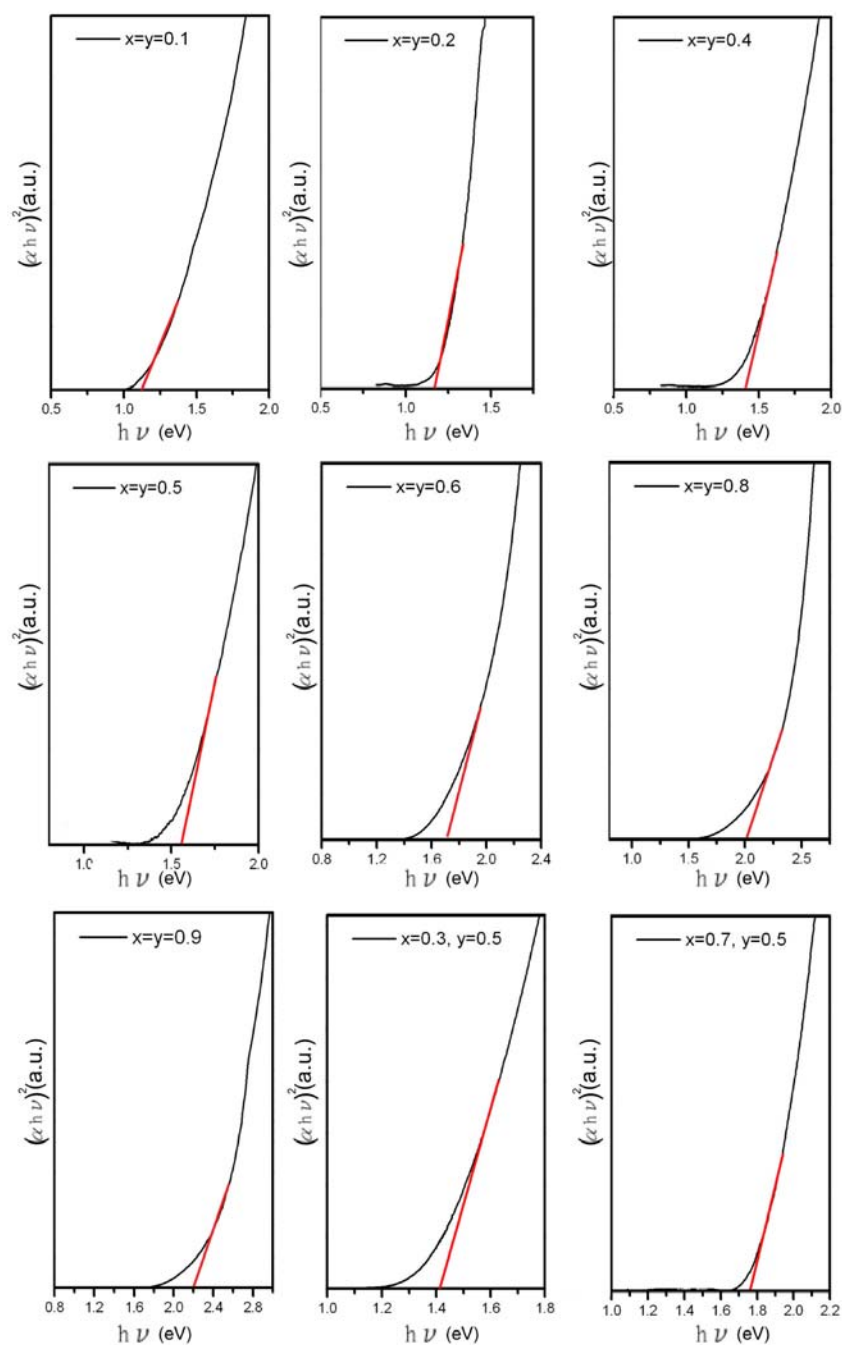 x=y=0.1
(αhν)²(a.u.)
0.5 1.0 1.5 2.0
hν (eV)
x=y=0.2
(αhν)²(a.u.)
0.5 1.0 1.5
hν (eV)
x=y=0.4
(αhν)²(a.u.)
0.5 1.0 1.5 2.0
hν (eV)
x=y=0.5
(αhν)²(a.u.)
1.0 1.5 2.0
hν (eV)
x=y=0.6
(αhν)²(a.u.)
0.8 1.2 1.6 2.0 2.4
hν (eV)
x=y=0.8
(αhν)²(a.u.)
1.0 1.5 2.0 2.5
hν (eV)
x=y=0.9
(αhν)²(a.u.)
0.8 1.2 1.6 2.0 2.4 2.8
hν (eV)
x=0.3, y=0.5
(αhν)²(a.u.)
1.0 1.2 1.4 1.6 1.8
hν (eV)
x=0.7, y=0.5
(αhν)²(a.u.)
1.0 1.2 1.4 1.6 1.8 2.0 2.2
hν (eV)